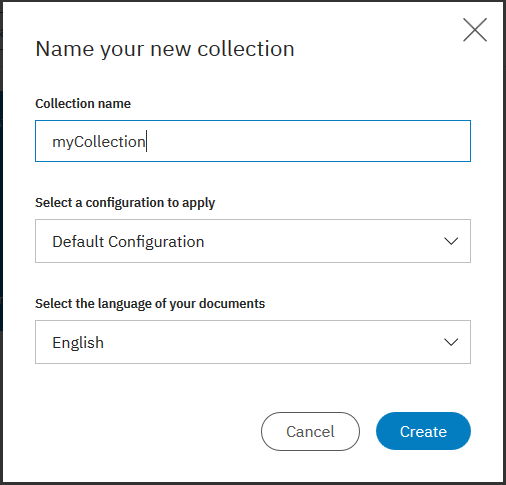 Name your new collection
Collection name
myCollection
Select a configuration to apply
Default Configuration
Select the language of your documents
English
Cancel Create